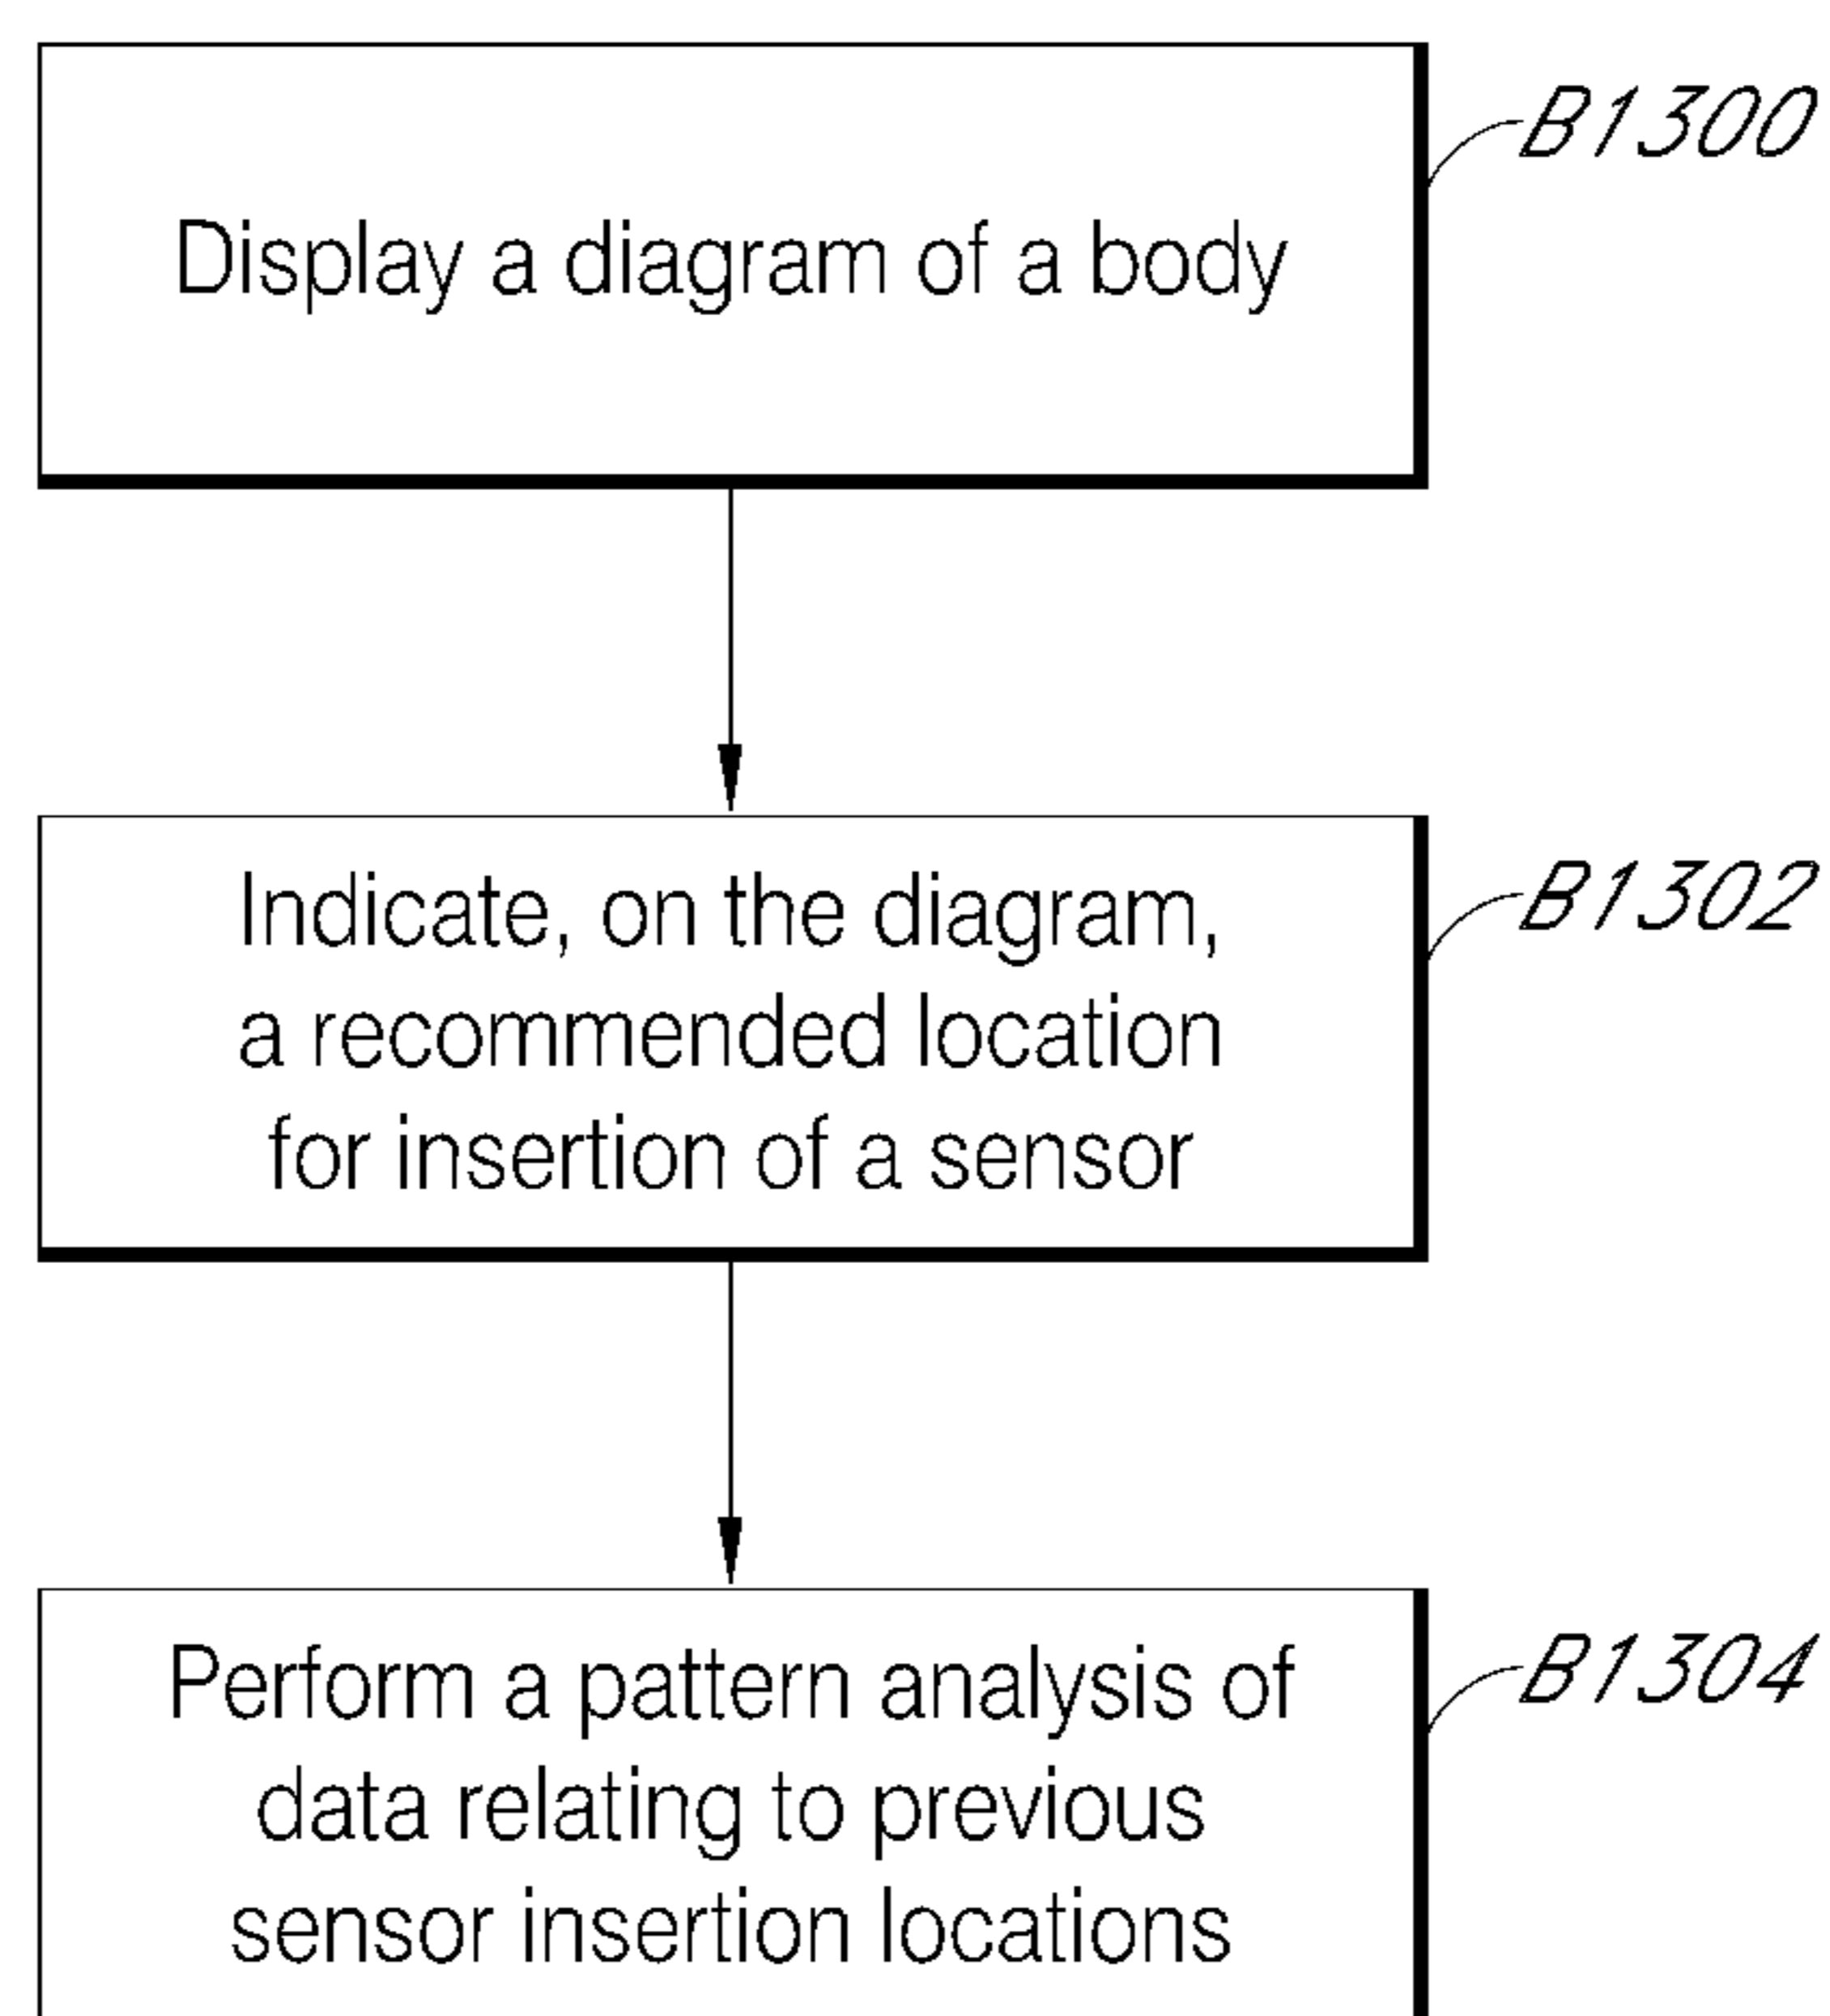 Display a diagram of a body
B1300
Indicate, on the diagram,
a recommended location
for insertion of a sensor
B1302
Perform a pattern analysis of
data relating to previous
sensor insertion locations
B1304